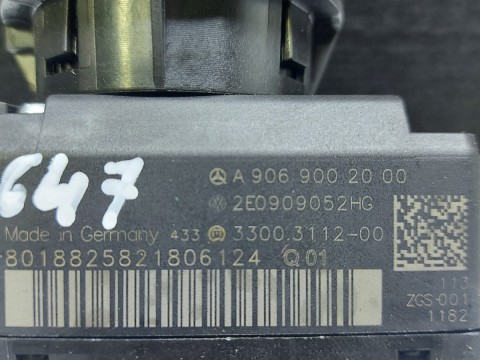 647
A 906 900 20 00
2E0909052HG
Made in Germany 433 3300.3112-00
8018825821806124 Q01
113
ZGS-001
1182